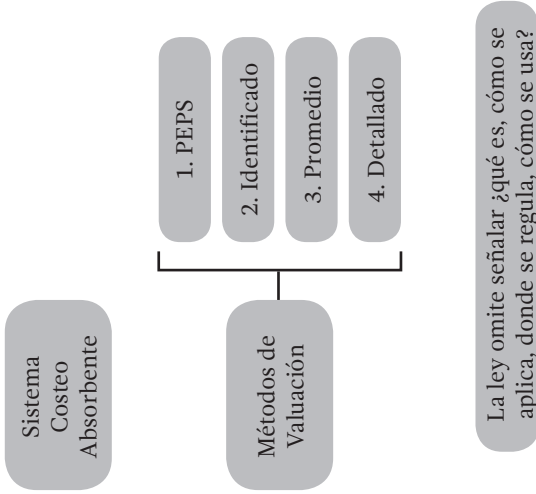 Sistema
Costeo
Absorbente
Métodos de
Valuación
1. PEPS
2. Identificado
3. Promedio
4. Detallado
La ley omite señalar ¿qué es, cómo se
aplica, donde se regula, cómo se usa?